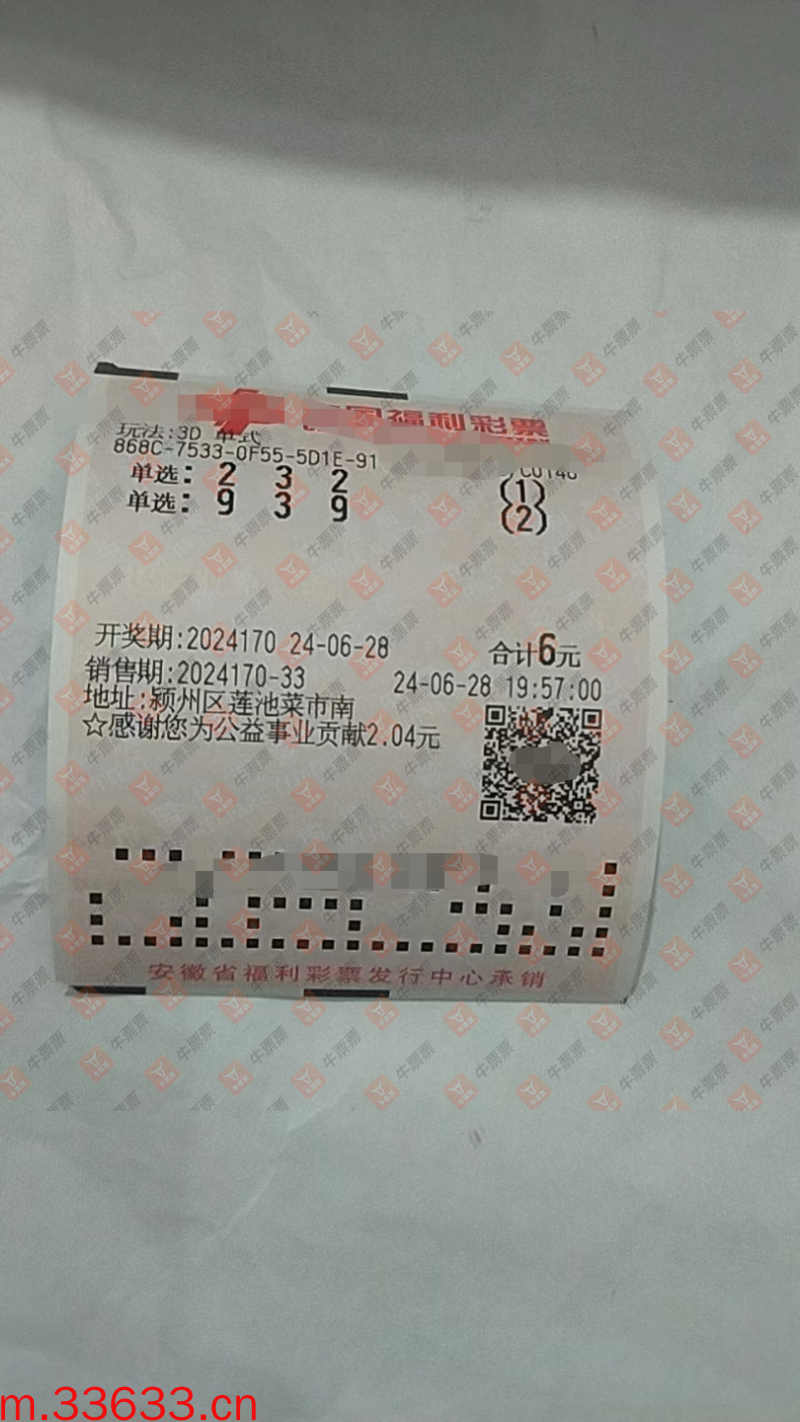 国福利彩票
玩法:3D 单式
868C-7533-0F55-5D1E-91
单选: 2 3 2 (1)
单选: 9 3 9 (2)
开奖期:2024170 24-06-28 合计6元
销售期:2024170-33 24-06-28 19:57:00
地址:颍州区莲池菜市南
☆感谢您为公益事业贡献2.04元
安徽省福利彩票发行中心承销
牛票票
m.33633.cn